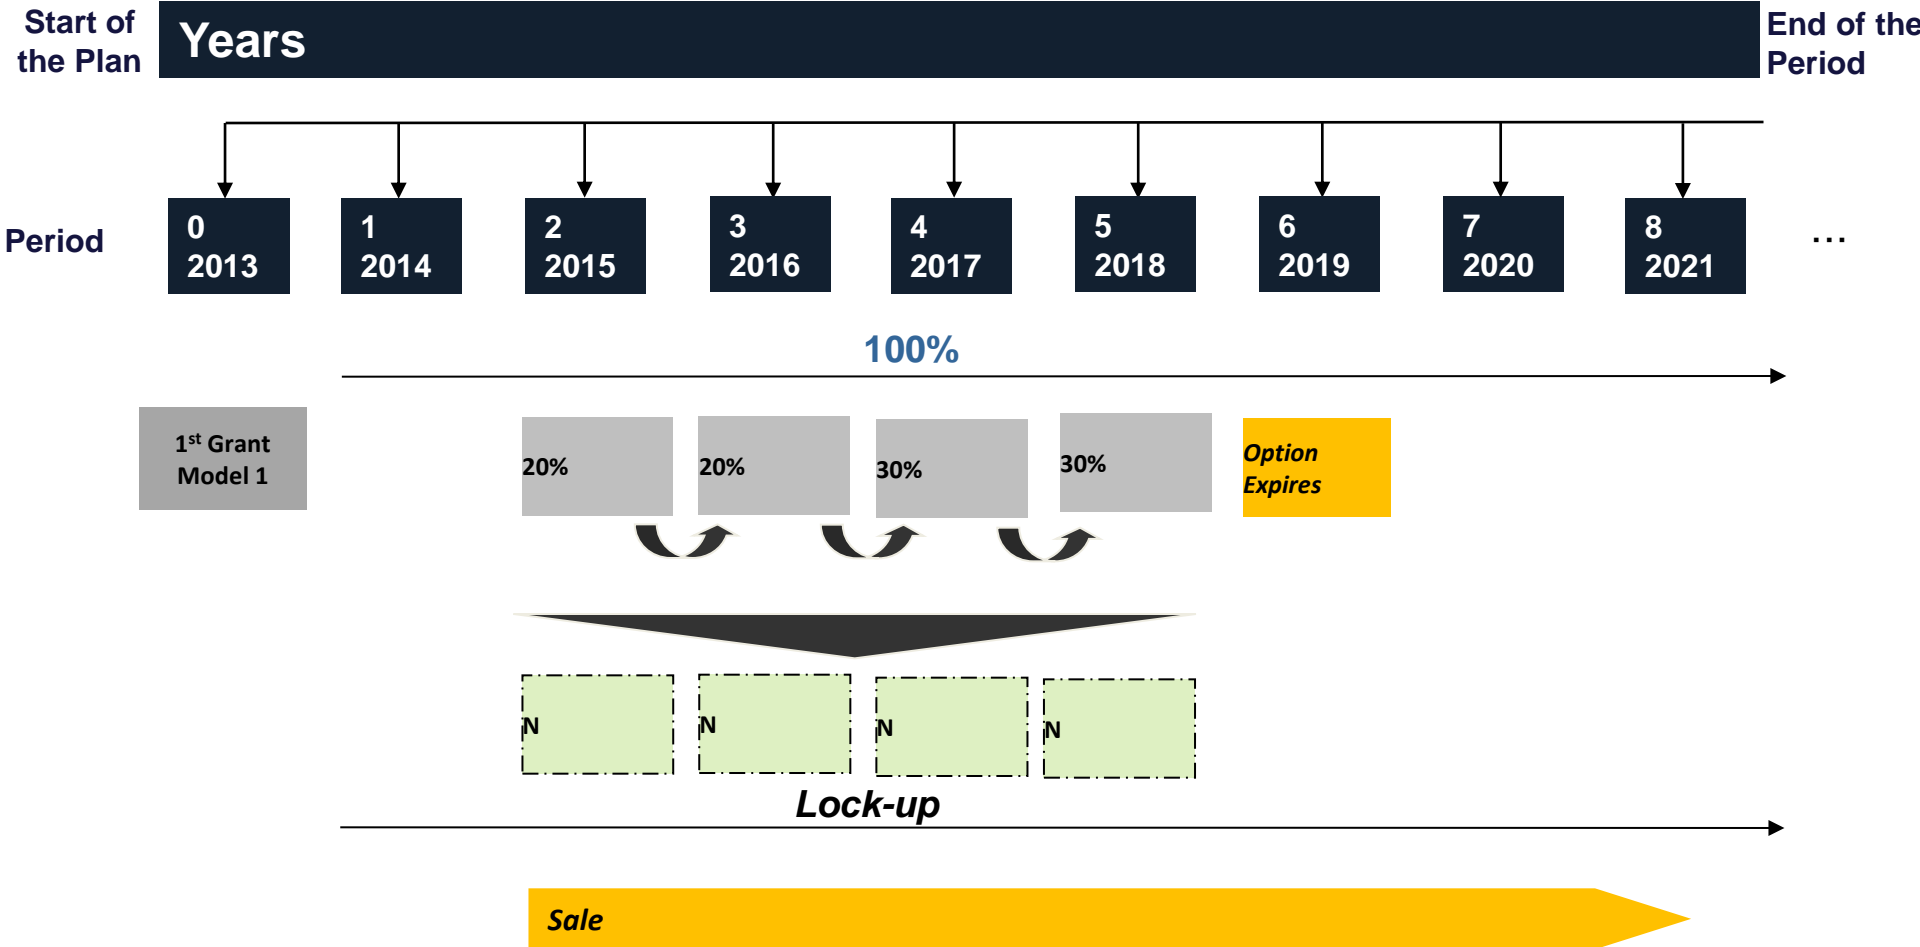 Start of
the Plan
Years
End of the
Period
Period
0
2013
1
2014
2
2015
3
2016
4
2017
5
2018
6
2019
7
2020
8
2021
...
100%
1st Grant
Model 1
20%
20%
30%
30%
Option
Expires
N
N
N
N
Lock-up
Sale